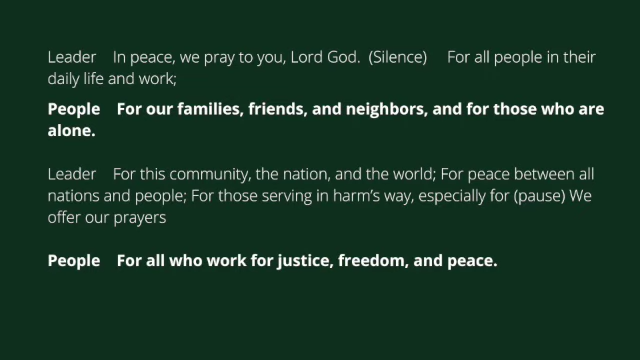 Leader    In peace, we pray to you, Lord God.  (Silence)     For all people in their
daily life and work;
People    For our families, friends, and neighbors, and for those who are
alone.
Leader    For this community, the nation, and the world; For peace between all
nations and people; For those serving in harm’s way, especially for (pause) We
offer our prayers
People    For all who work for justice, freedom, and peace.